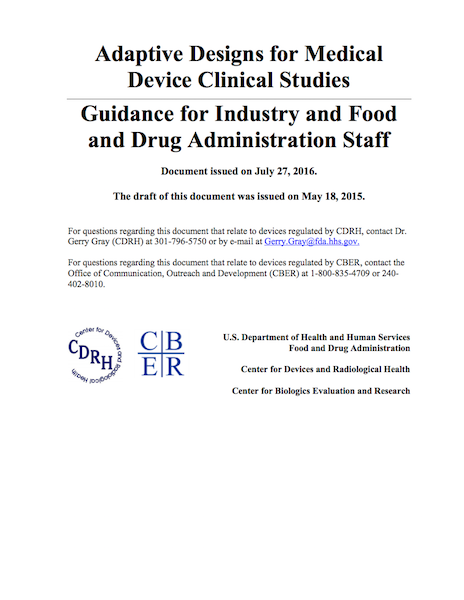 Adaptive Designs for Medical
Device Clinical Studies
Guidance for Industry and Food
and Drug Administration Staff
Document issued on July 27, 2016.
The draft of this document was issued on May 18, 2015.
For questions regarding this document that relate to devices regulated by CDRH, contact Dr.
Gerry Gray (CDRH) at 301-796-5750 or by e-mail at Gerry.Gray@fda.hhs.gov.
For questions regarding this document that relate to devices regulated by CBER, contact the
Office of Communication, Outreach and Development (CBER) at 1-800-835-4709 or 240-
402-8010.
Center for Devices and Radiological Health
CDRH
CB
ER
U.S. Department of Health and Human Services
Food and Drug Administration
Center for Devices and Radiological Health
Center for Biologics Evaluation and Research